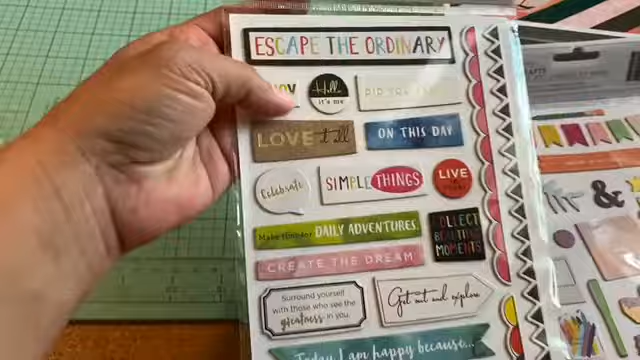 ESCAPE THE ORDINARY
Hello
it's me
DID YOU
LOVE it all
ON THIS DAY
Celebrate
SIMPLE THINGS
LIVE
Make time for DAILY ADVENTURES.
COLLECT
BEAUTIFUL
MOMENTS
CREATE THE DREAM
Surround yourself
with those who see the
greatness in you.
Get out and explore
&
Today I am happy because...